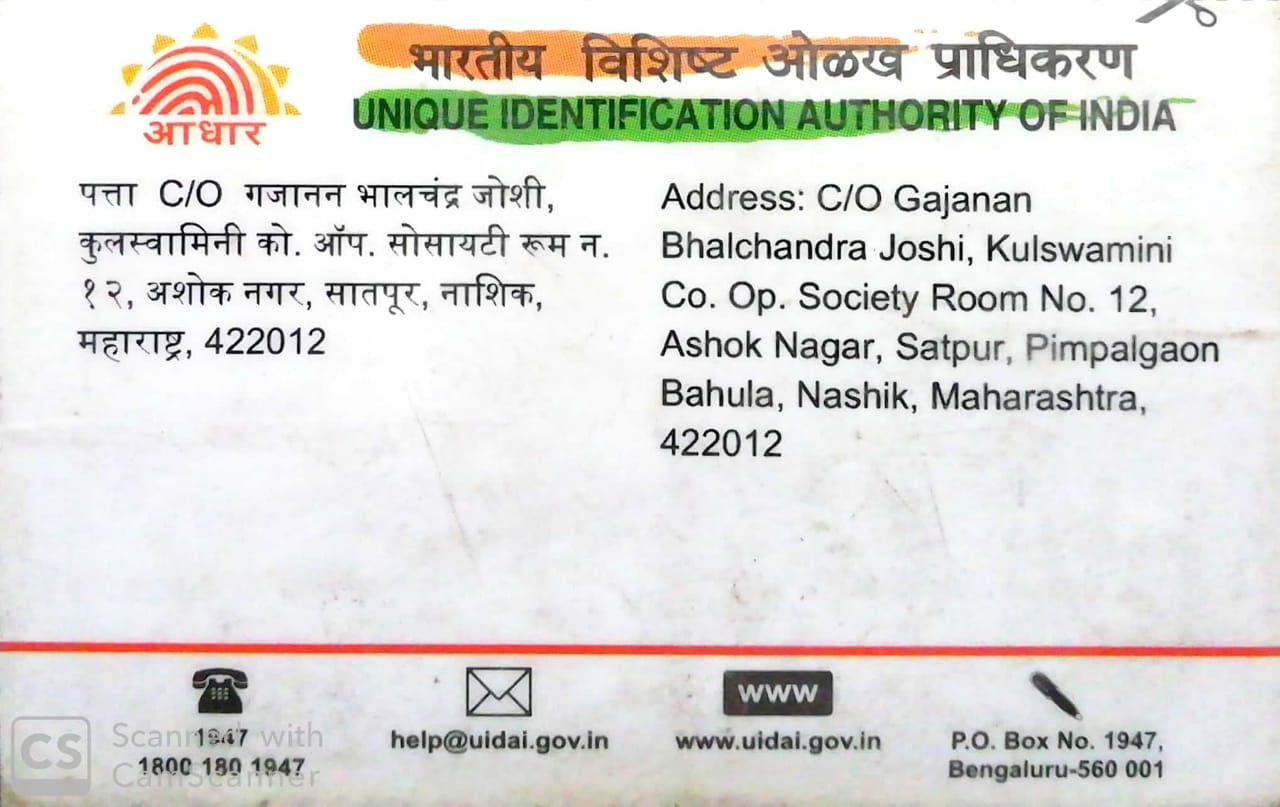 आधार
भारतीय विशिष्ट ओळख प्राधिकरण
UNIQUE IDENTIFICATION AUTHORITY OF INDIA
पत्ता C/O गजानन भालचंद्र जोशी,
कुलस्वामिनी को. ऑप. सोसायटी रूम न.
१२, अशोक नगर, सातपूर, नाशिक,
महाराष्ट्र, 422012
Address: C/O Gajanan
Bhalchandra Joshi, Kulswamini
Co. Op. Society Room No. 12,
Ashok Nagar, Satpur, Pimpalgaon
Bahula, Nashik, Maharashtra,
422012
1947
1800 180 1947
help@uidai.gov.in
www
www.uidai.gov.in
P.O. Box No. 1947,
Bengaluru-560 001
CS
Scanned with
CamScanner